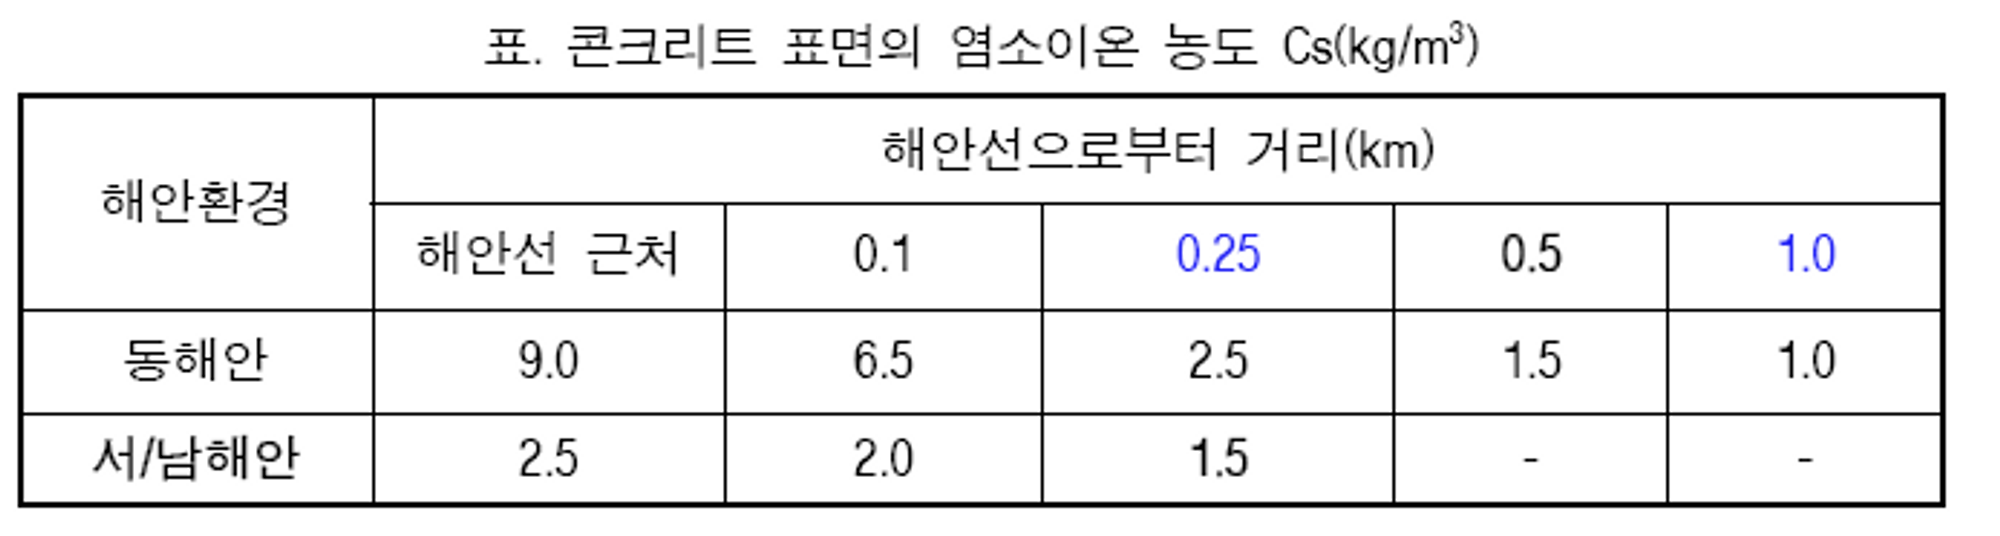 표. 콘크리트 표면의 염소이온 농도 Cs(kg/m³)
해안환경 해안선으로부터 거리(km)
해안선 근처 0.1 0.25 0.5 1.0
동해안 9.0 6.5 2.5 1.5 1.0
서/남해안 2.5 2.0 1.5 - -